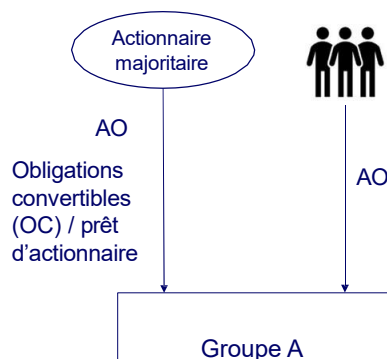 Actionnaire
majoritaire
AO
Obligations
convertibles
(OC) / prêt
d'actionnaire
AO
Groupe A